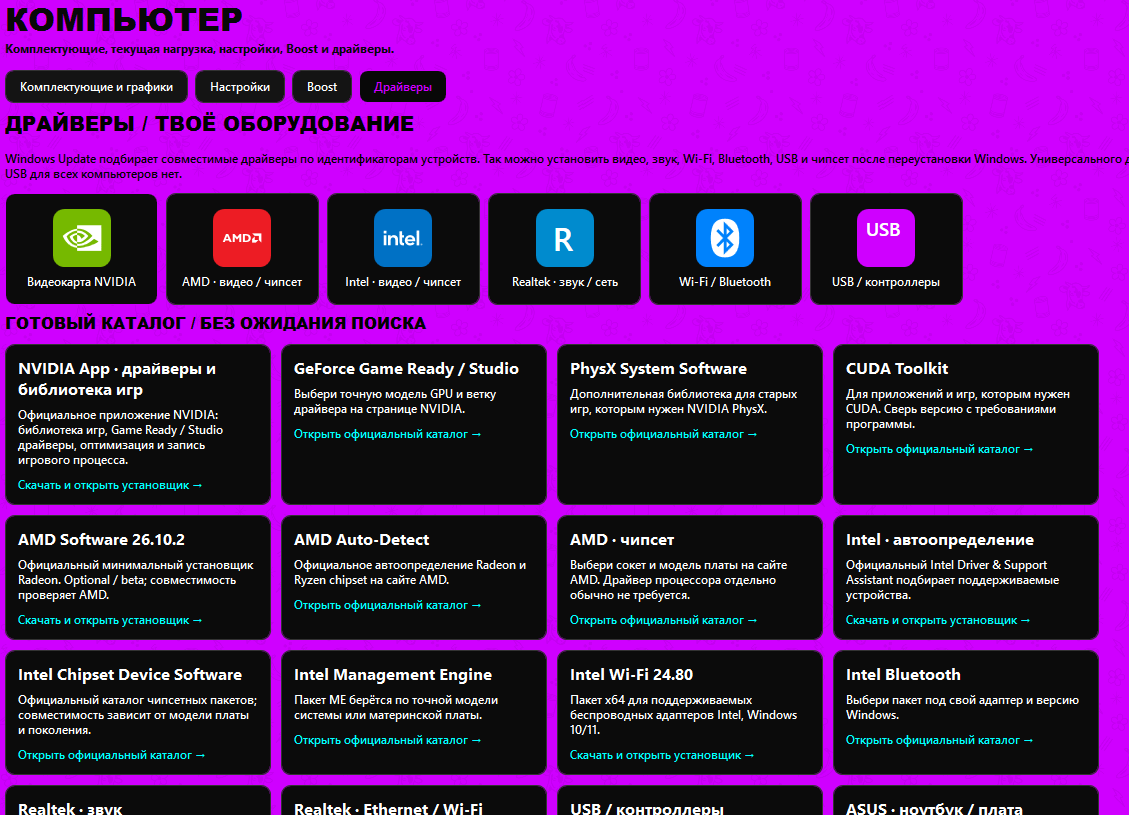 КОМПЬЮТЕР
Комплектующие, текущая нагрузка, настройки, Boost и драйверы.
Комплектующие и графики
Настройки
Boost
Драйверы
ДРАЙВЕРЫ / ТВОЁ ОБОРУДОВАНИЕ
Windows Update подбирает совместимые драйверы по идентификаторам устройств. Так можно установить видео, звук, Wi-Fi, Bluetooth, USB и чипсет после переустановки Windows. Универсального
USB для всех компьютеров нет.
AMD
intel.
R
USB
Видеокарта NVIDIA
AMD · видео / чипсет
Intel · видео / чипсет
Realtek · звук / сеть
Wi-Fi / Bluetooth
USB / контроллеры
ГОТОВЫЙ КАТАЛОГ / БЕЗ ОЖИДАНИЯ ПОИСКА
NVIDIA App · драйверы и
библиотека игр
Официальное приложение NVIDIA:
библиотека игр, Game Ready / Studio
драйверы, оптимизация и запись
игрового процесса.
Скачать и открыть установщик →
GeForce Game Ready / Studio
Выбери точную модель GPU и ветку
драйвера на странице NVIDIA.
Открыть официальный каталог →
PhysX System Software
Дополнительная библиотека для старых
игр, которым нужен NVIDIA PhysX.
Открыть официальный каталог →
CUDA Toolkit
Для приложений и игр, которым нужен
CUDA. Сверь версию с требованиями
программы.
Открыть официальный каталог →
AMD Software 26.10.2
Официальный минимальный установщик
Radeon. Optional / beta; совместимость
проверяет AMD.
Скачать и открыть установщик →
AMD Auto-Detect
Официальное автоопределение Radeon и
Ryzen chipset на сайте AMD.
Открыть официальный каталог →
AMD · чипсет
Выбери сокет и модель платы на сайте
AMD. Драйвер процессора отдельно
обычно не требуется.
Открыть официальный каталог →
Intel · автоопределение
Официальный Intel Driver & Support
Assistant подбирает поддерживаемые
устройства.
Скачать и открыть установщик →
Intel Chipset Device Software
Официальный каталог чипсетных пакетов;
совместимость зависит от модели платы
и поколения.
Открыть официальный каталог →
Intel Management Engine
Пакет ME берётся по точной модели
системы или материнской платы.
Открыть официальный каталог →
Intel Wi-Fi 24.80
Пакет x64 для поддерживаемых
беспроводных адаптеров Intel, Windows
10/11.
Скачать и открыть установщик →
Intel Bluetooth
Выбери пакет под свой адаптер и версию
Windows.
Открыть официальный каталог →
Realtek · звук
Realtek · Ethernet / Wi-Fi
USB / контроллеры
ASUS · ноутбук / плата